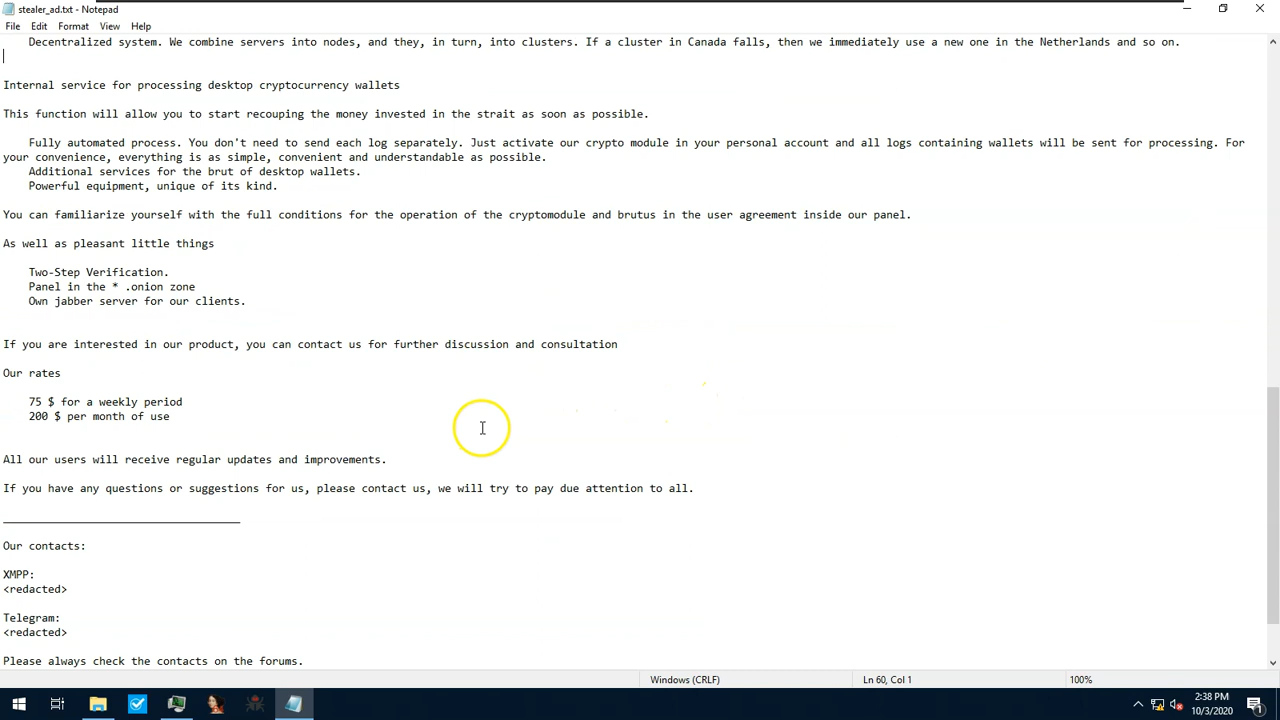 stealer_ad.txt - Notepad
File Edit Format View Help
Decentralized system. We combine servers into nodes, and they, in turn, into clusters. If a cluster in Canada falls, then we immediately use a new one in the Netherlands and so on.
Internal service for processing desktop cryptocurrency wallets
This function will allow you to start recouping the money invested in the strait as soon as possible.
Fully automated process. You don't need to send each log separately. Just activate our crypto module in your personal account and all logs containing wallets will be sent for processing. For
your convenience, everything is as simple, convenient and understandable as possible.
Additional services for the brut of desktop wallets.
Powerful equipment, unique of its kind.
You can familiarize yourself with the full conditions for the operation of the cryptomodule and brutus in the user agreement inside our panel.
As well as pleasant little things
Two-Step Verification.
Panel in the * .onion zone
Own jabber server for our clients.
If you are interested in our product, you can contact us for further discussion and consultation
Our rates
75 $ for a weekly period
200 $ per month of use
All our users will receive regular updates and improvements.
If you have any questions or suggestions for us, please contact us, we will try to pay due attention to all.
Our contacts:
XMPP:
<redacted>
Telegram:
<redacted>
Please always check the contacts on the forums.
Windows (CRLF) Ln 60, Col 1 100%
2:38 PM
10/3/2020
1